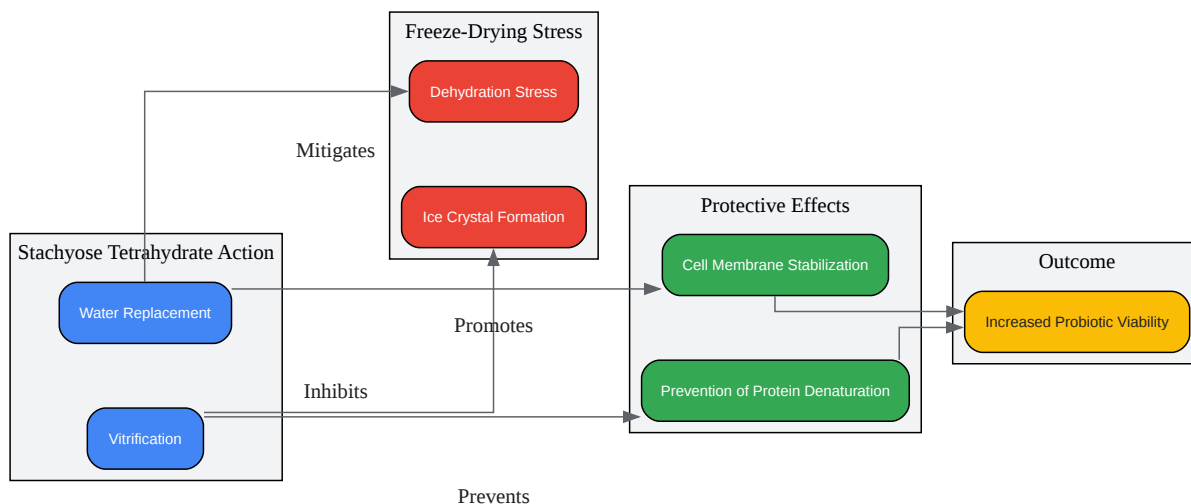 Freeze-Drying Stress
Dehydration Stress
Mitigates
Ice Crystal Formation
Stachyose Tetrahydrate Action
Water Replacement
Vitrification
Promotes
Inhibits
Prevents
Protective Effects
Cell Membrane Stabilization
Prevention of Protein Denaturation
Outcome
Increased Probiotic Viability